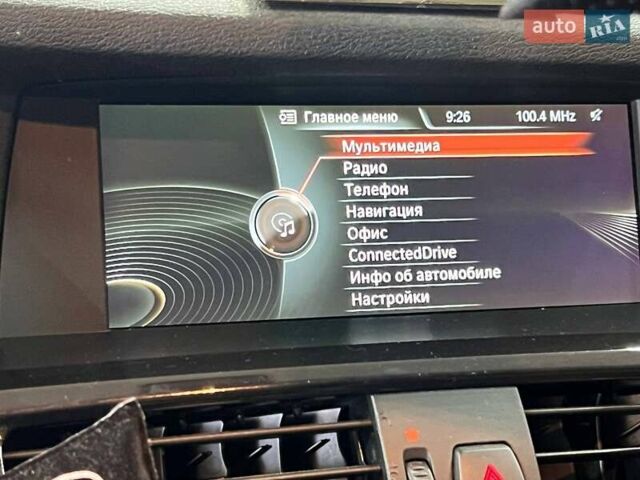 auto RIA
.com
Главное меню 9:26 100.4 MHz
Мультимедиа
Радио
Телефон
Навигация
Офис
ConnectedDrive
Инфо об автомобиле
Настройки